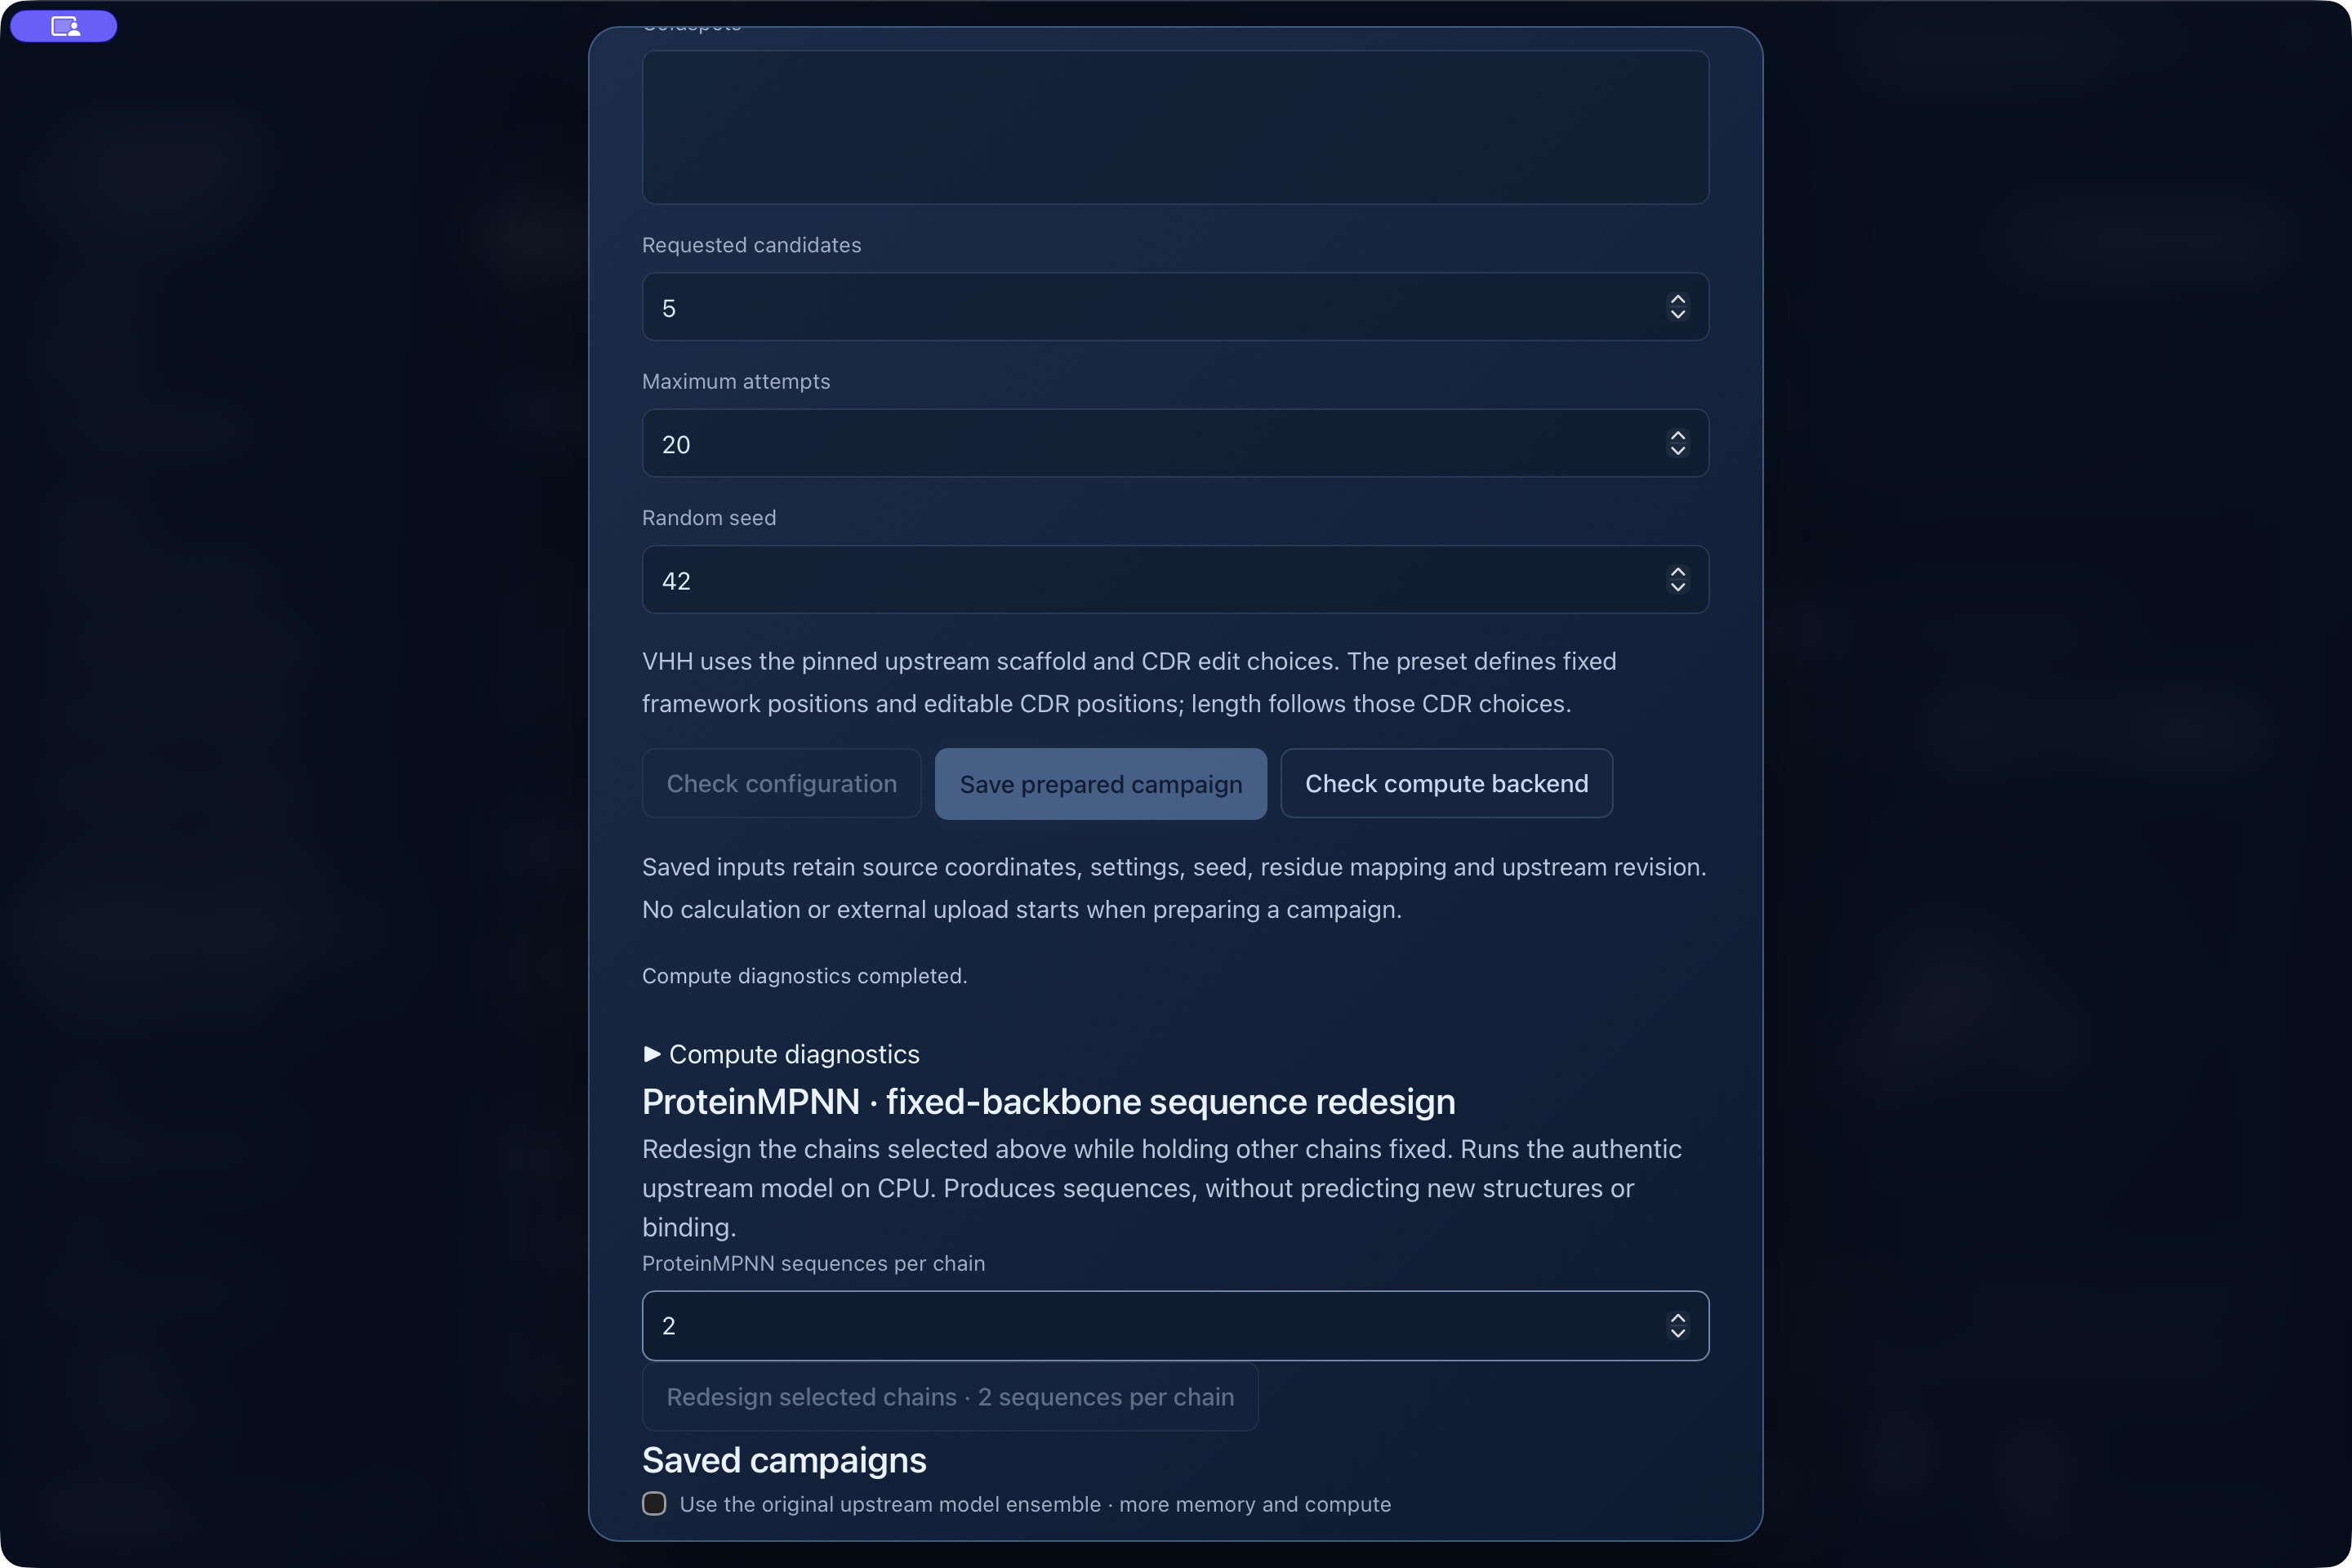 Requested candidates
5
Maximum attempts
20
Random seed
42
VHH uses the pinned upstream scaffold and CDR edit choices. The preset defines fixed
framework positions and editable CDR positions; length follows those CDR choices.
Check configuration
Save prepared campaign
Check compute backend
Saved inputs retain source coordinates, settings, seed, residue mapping and upstream revision.
No calculation or external upload starts when preparing a campaign.
Compute diagnostics completed.
Compute diagnostics
ProteinMPNN · fixed-backbone sequence redesign
Redesign the chains selected above while holding other chains fixed. Runs the authentic
upstream model on CPU. Produces sequences, without predicting new structures or
binding.
ProteinMPNN sequences per chain
2
Redesign selected chains · 2 sequences per chain
Saved campaigns
Use the original upstream model ensemble · more memory and compute